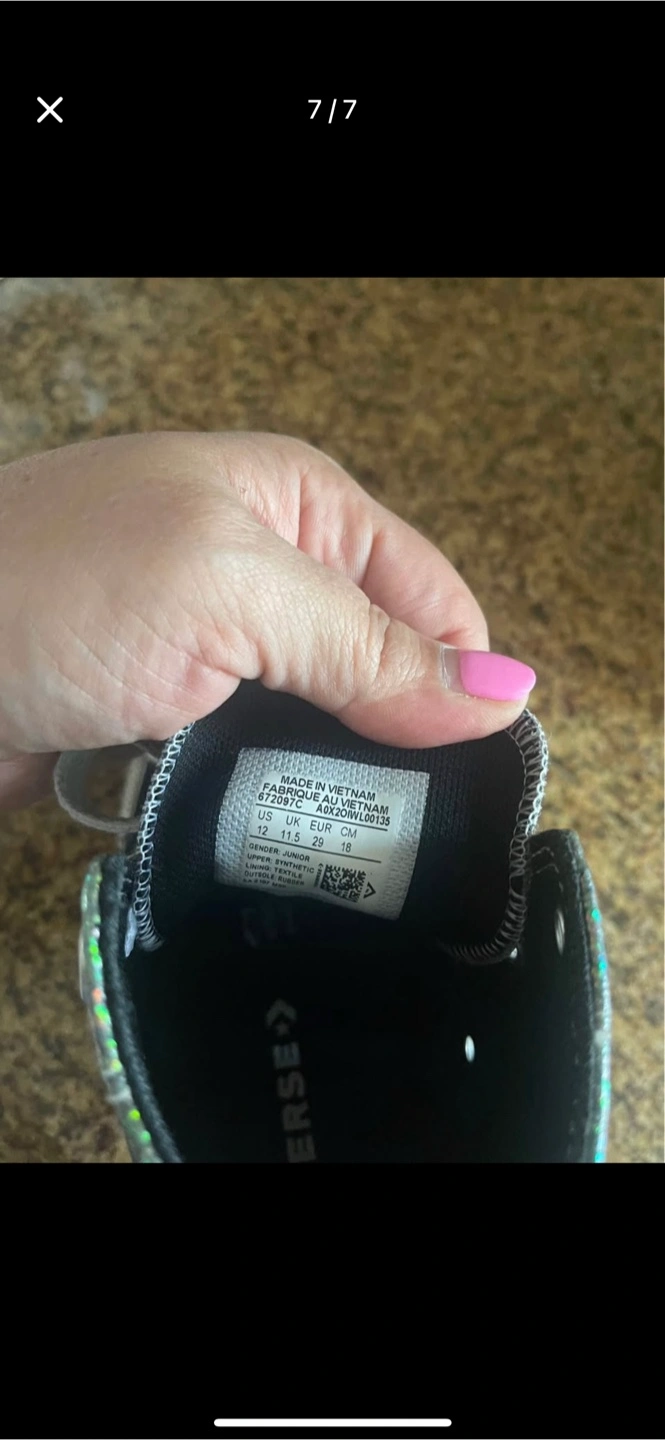 7/7
MADE IN VIETNAM
FABRIQUE AU VIETNAM
672097C A0X2OIWL00135
US UK EUR CM
12 11.5 29 18
GENDER: JUNIOR
UPPER: SYNTHETIC
LINING: TEXTILE
OUTSOLE: RUBBER
ERSE